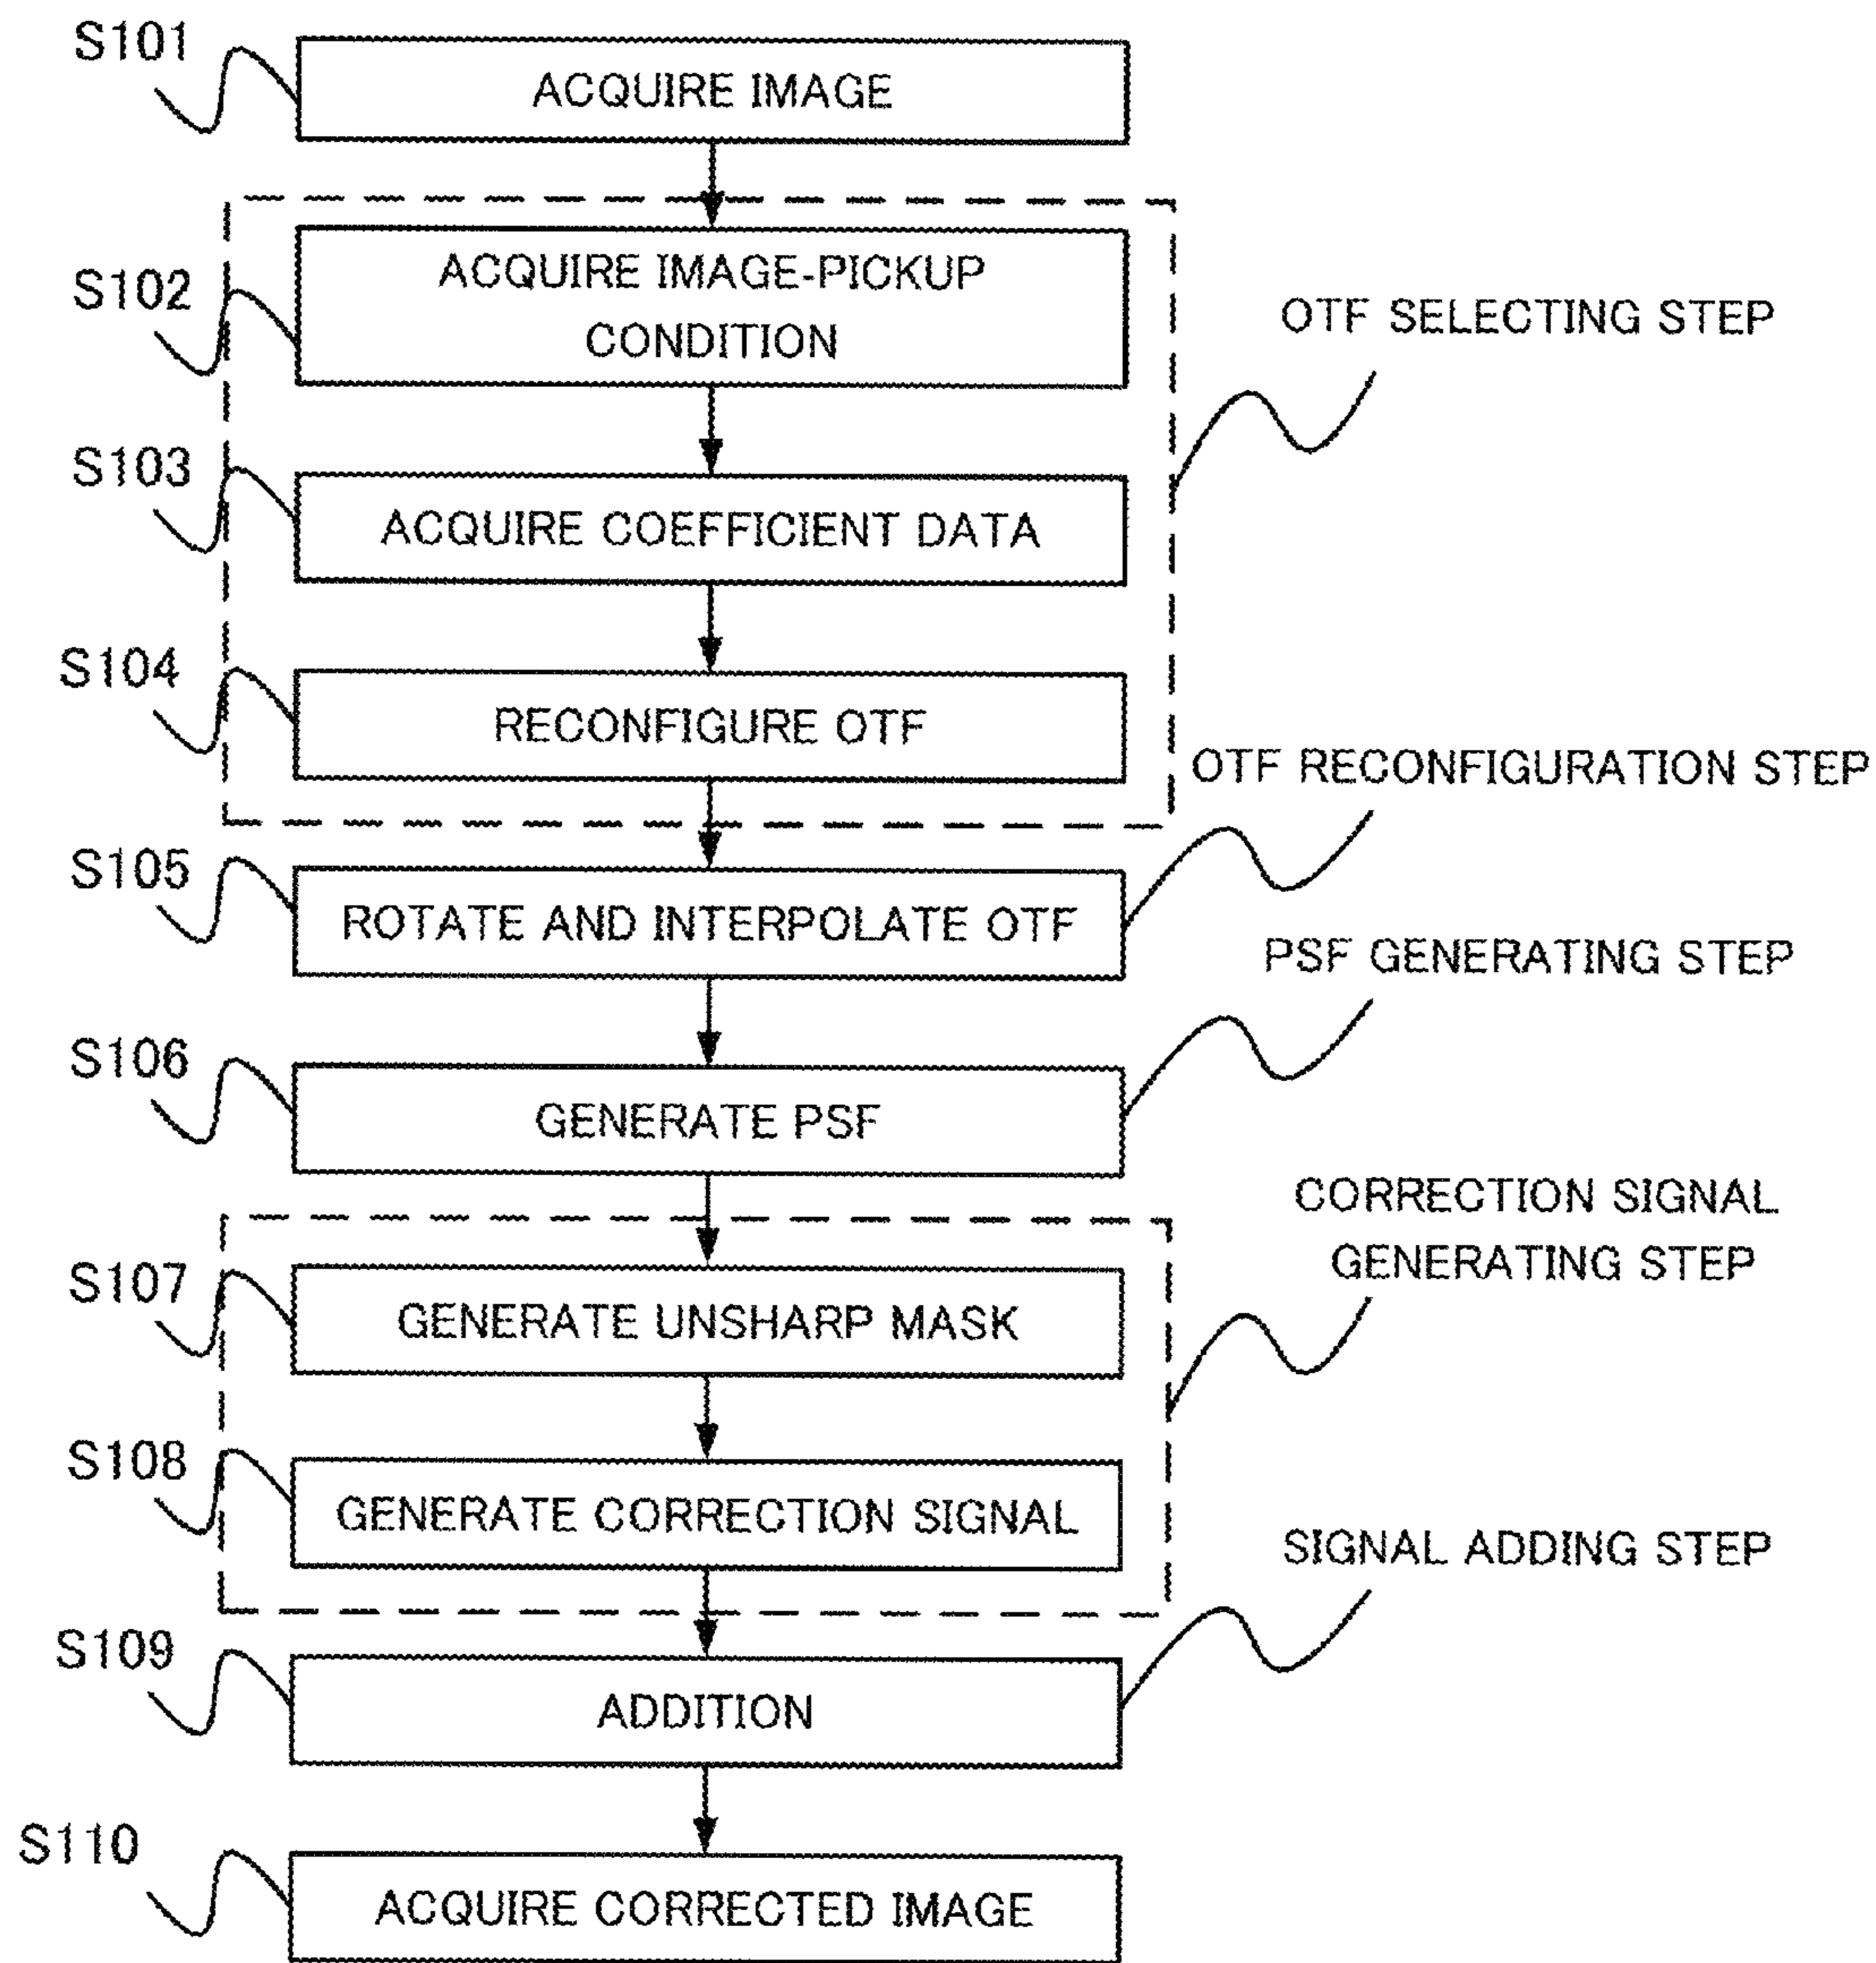 S101
ACQUIRE IMAGE
S102
ACQUIRE IMAGE-PICKUP
CONDITION
OTF SELECTING STEP
S103
ACQUIRE COEFFICIENT DATA
S104
RECONFIGURE OTF
OTF RECONFIGURATION STEP
S105
ROTATE AND INTERPOLATE OTF
PSF GENERATING STEP
S106
GENERATE PSF
CORRECTION SIGNAL
GENERATING STEP
S107
GENERATE UNSHARP MASK
S108
GENERATE CORRECTION SIGNAL
SIGNAL ADDING STEP
S109
ADDITION
S110
ACQUIRE CORRECTED IMAGE